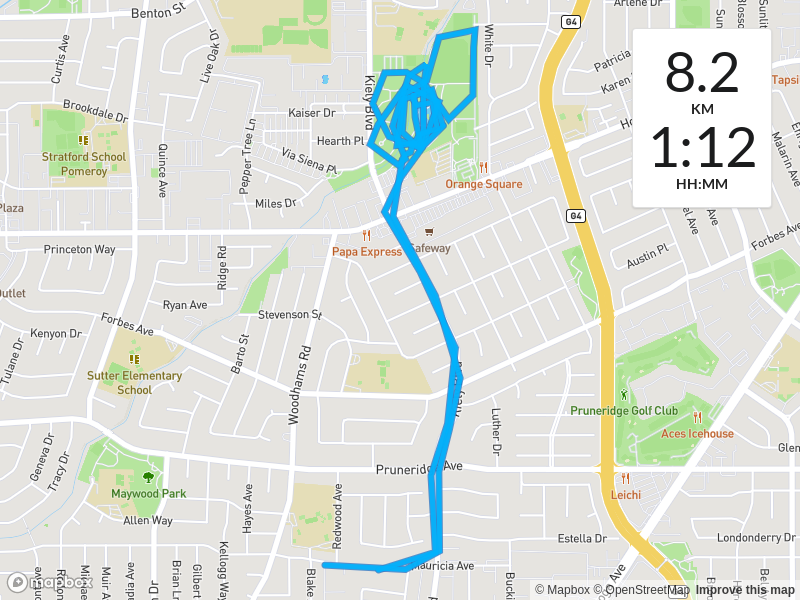 Benton St
Arlene Dr
Curtis Ave
Live Oak Dr
White Dr
G4
Patricia
Karen
8.2
KM
1:12
HH:MM
Tapsi
Brookdale Dr
Kiely Blvd
Kaiser Dr
Hearth Pl
Stratford School
Pomeroy
Quince Ave
Pepper Tree Ln
Via Siena Pl
Malarin Ave
Orange Square
Miles Dr
Plaza
G4
Forbes Ave
Princeton Way
Papa Express
Safeway
Austin Pl
Ridge Rd
Outlet
Ryan Ave
Stevenson St
Forbes Ave
Kenyon Dr
Tulane Dr
Barto St
Sutter Elementary
School
Woodhams Rd
Luther Dr
Pruneridge Golf Club
Aces Icehouse
Geneva Dr
Tracy Dr
Pruneridge Ave
Glen
Maywood Park
Leichi
Hayes Ave
Redwood Ave
Allen Way
Estella Dr
Londonderry Dr
Kellogg Way
Blake
Mauricia Ave
mapbox
© Mapbox © OpenStreetMap Improve this map